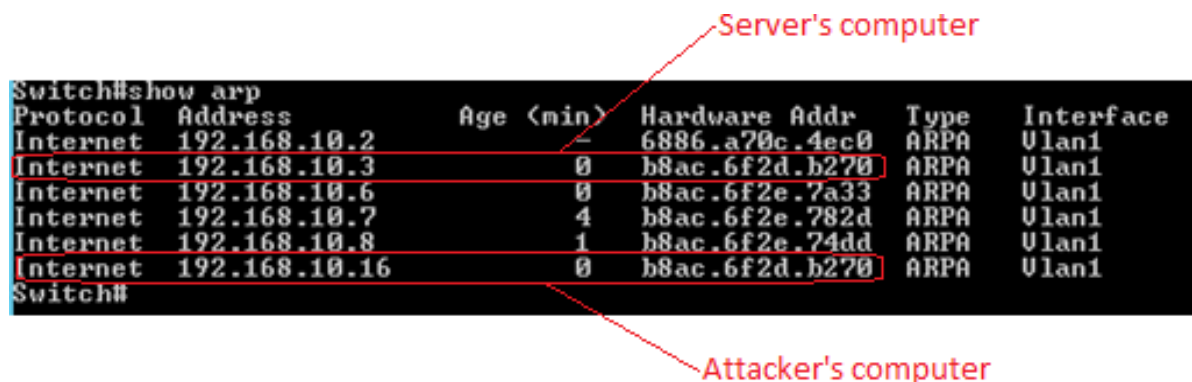 Server's computer
Switch#show arp
Protocol Address Age (min) Hardware Addr Type Interface
Internet 192.168.10.2 - 6886.a70c.4ec0 ARPA Vlan1
Internet 192.168.10.3 0 b8ac.6f2d.b270 ARPA Vlan1
Internet 192.168.10.6 0 b8ac.6f2e.7a33 ARPA Vlan1
Internet 192.168.10.7 4 b8ac.6f2e.782d ARPA Vlan1
Internet 192.168.10.8 1 b8ac.6f2e.74dd ARPA Vlan1
Internet 192.168.10.16 0 b8ac.6f2d.b270 ARPA Vlan1
Switch#
Attacker's computer